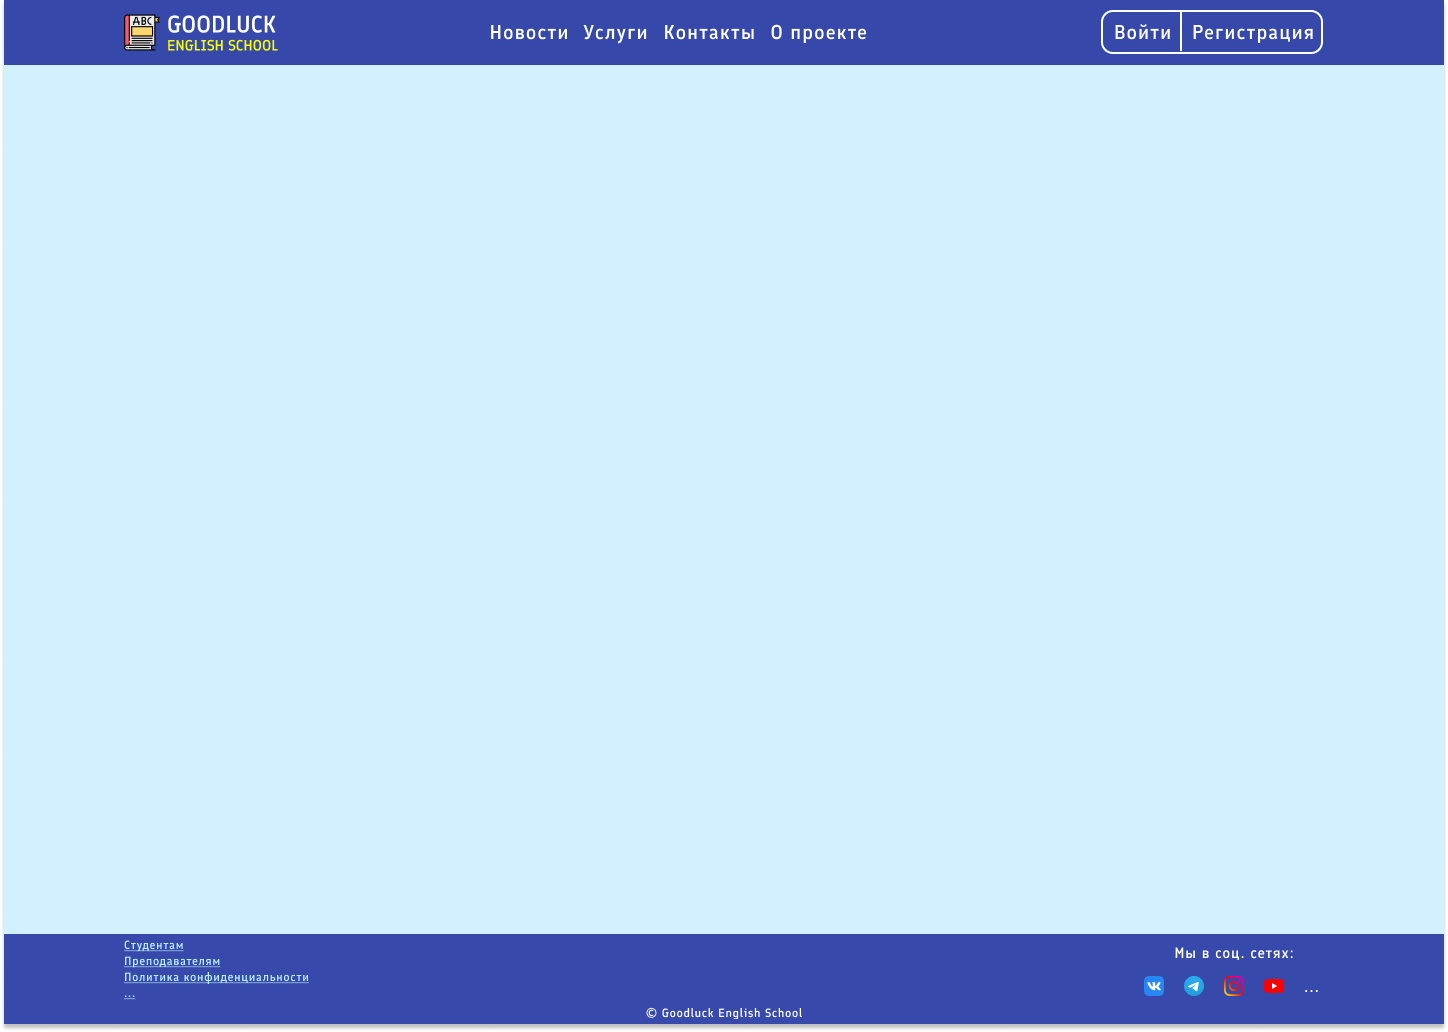 ABC
GOODLUCK
ENGLISH SCHOOL
Новости Услуги Контакты О проекте
Войти Регистрация
Студентам
Преподавателям
Политика конфиденциальности
...
Мы в соц. сетях:
...
© Goodluck English School